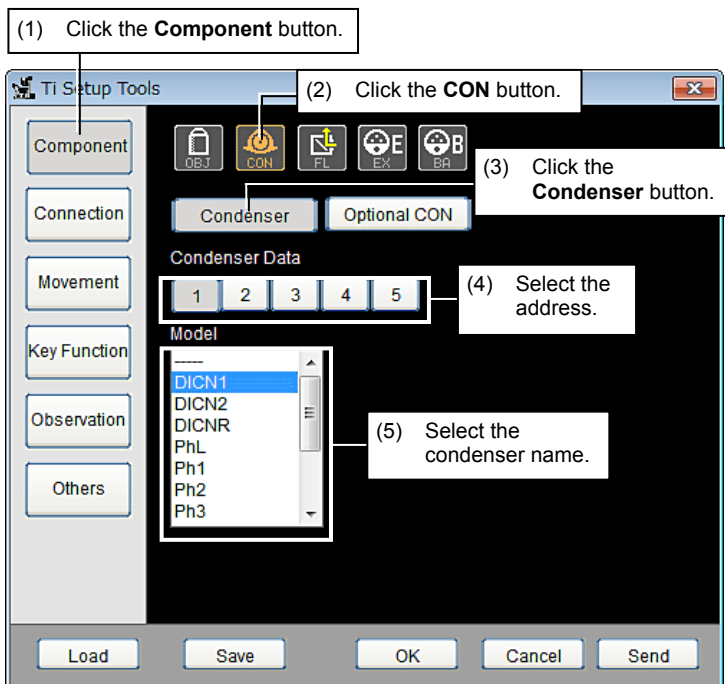 (1) Click the Component button.
Ti Setup Tools
(2) Click the CON button.
Component
OBJ
CON
FL
E
EX
B
BA
(3) Click the
Condenser button.
Connection
Condenser
Optional CON
Condenser Data
Movement
1 2 3 4 5
(4) Select the
address.
Model
Key Function
-----
DICN1
DICN2
DICNR
PhL
Ph1
Ph2
Ph3
Observation
(5) Select the
condenser name.
Others
Load
Save
OK
Cancel
Send